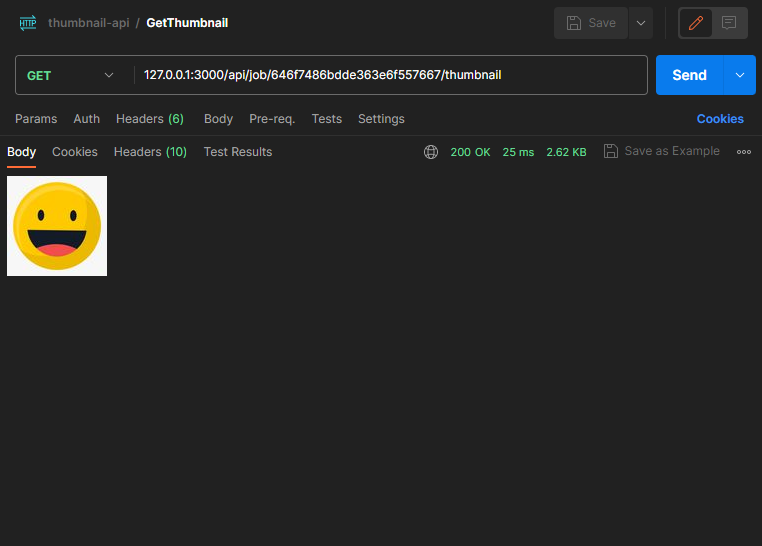 HTTP thumbnail-api / GetThumbnail Save
GET 127.0.0.1:3000/api/job/646f7486bdde363e6f557667/thumbnail Send
Params Auth Headers (6) Body Pre-req. Tests Settings Cookies
Body Cookies Headers (10) Test Results 200 OK 25 ms 2.62 KB Save as Example